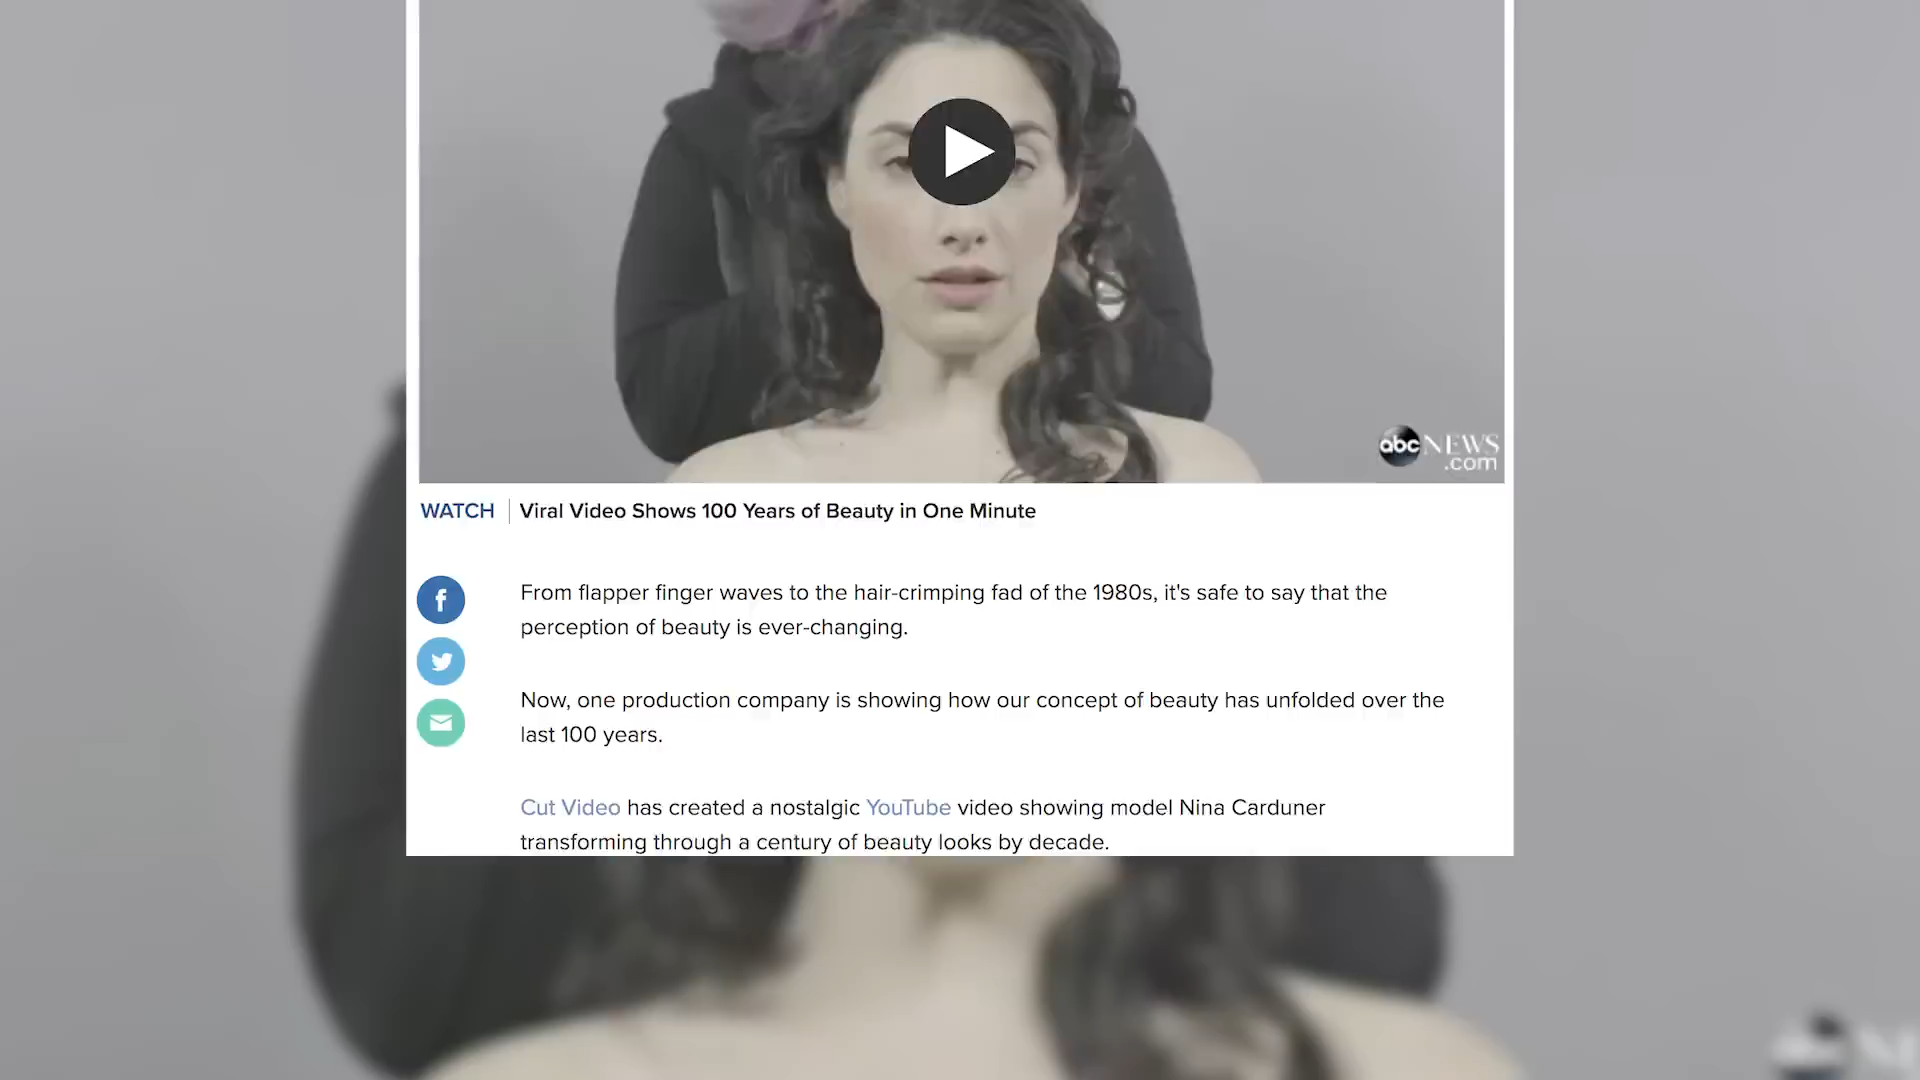 abc NEWS
.com
WATCH Viral Video Shows 100 Years of Beauty in One Minute
From flapper finger waves to the hair-crimping fad of the 1980s, it's safe to say that the
perception of beauty is ever-changing.
Now, one production company is showing how our concept of beauty has unfolded over the
last 100 years.
Cut Video has created a nostalgic YouTube video showing model Nina Carduner
transforming through a century of beauty looks by decade.